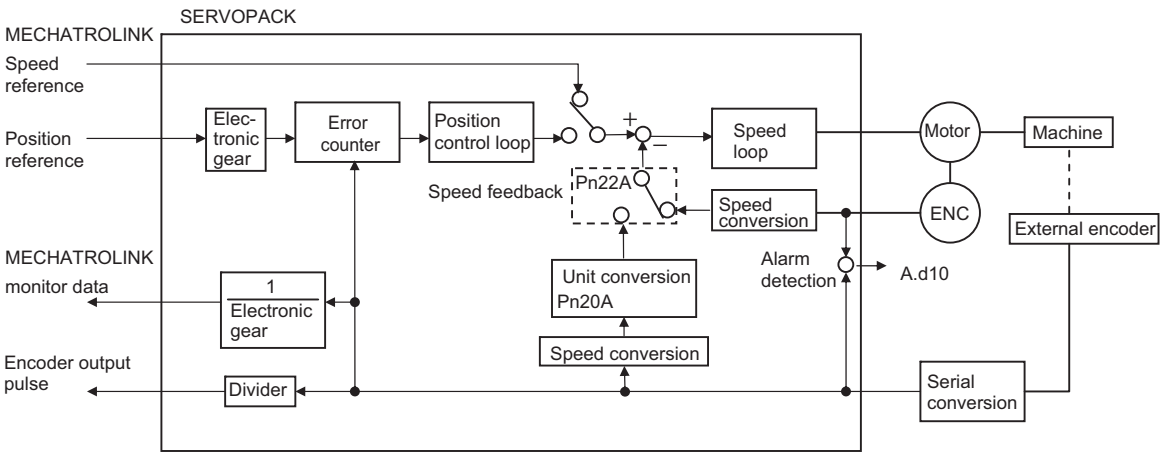 SERVOPACK
MECHATROLINK
Speed
reference
Position
reference
Elec-
tronic
gear
Error
counter
Position
control loop
+
−
Speed
loop
Motor
Machine
Speed feedback
Pn22A
Speed
conversion
ENC
External encoder
MECHATROLINK
monitor data
1
Electronic
gear
Unit conversion
Pn20A
Alarm
detection
A.d10
Speed conversion
Encoder output
pulse
Divider
Serial
conversion